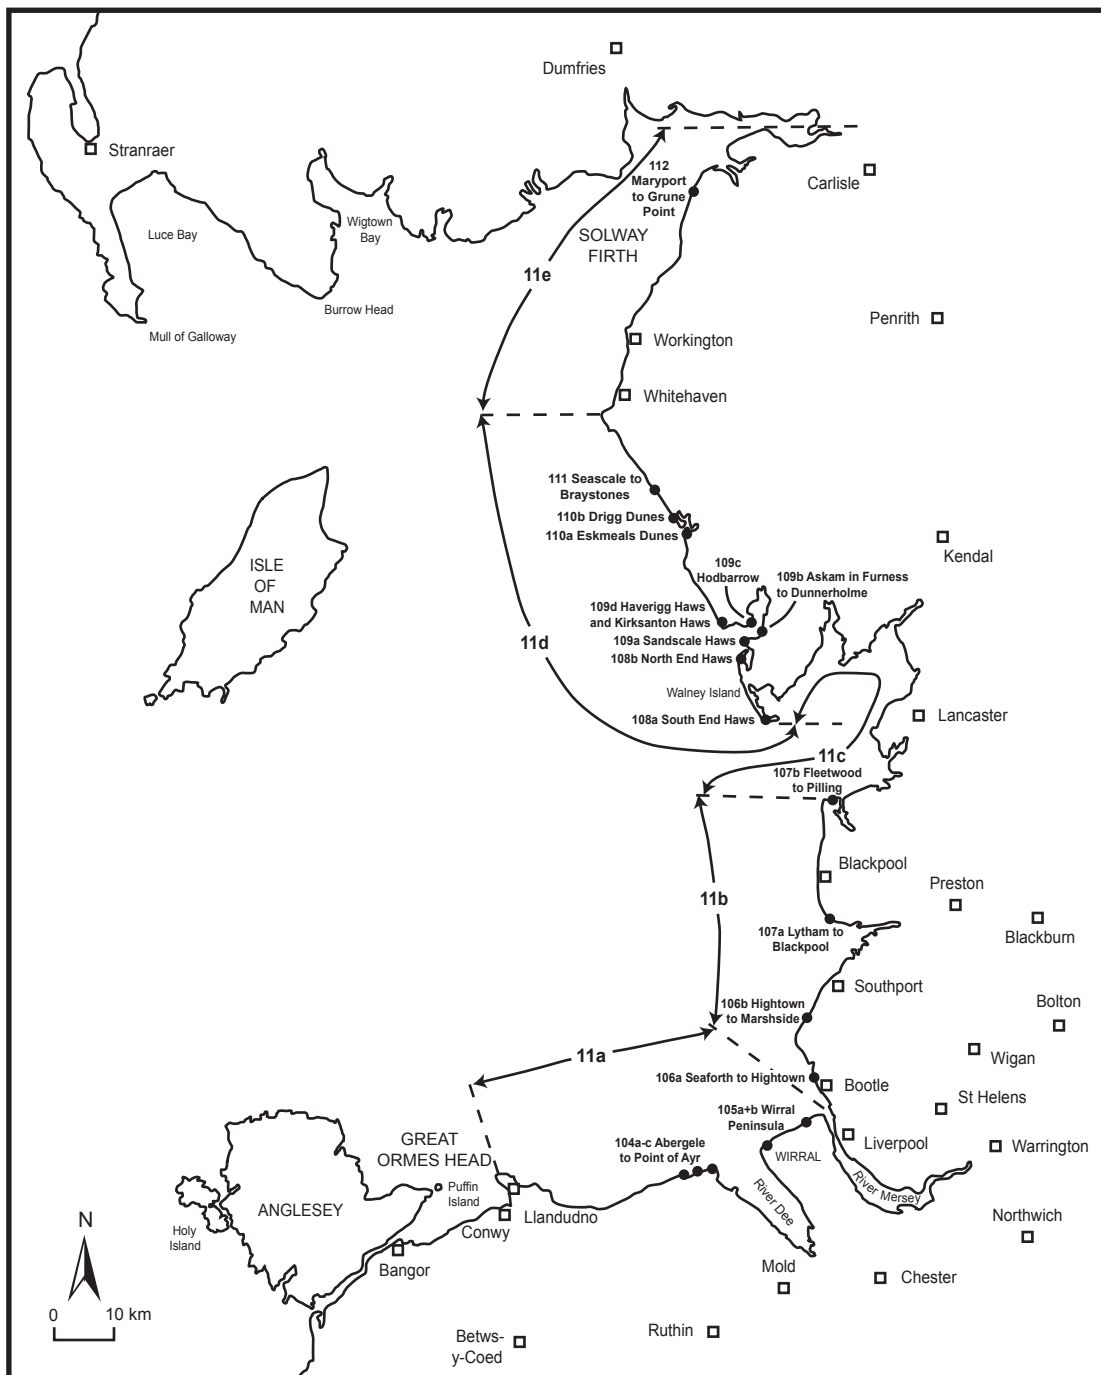 Dumfries
Stranraer
112
Maryport
to Grune
Point
Carlisle
Luce Bay
Wigtown
Bay
SOLWAY
FIRTH
11e
Burrow Head
Mull of Galloway
Penrith
Workington
Whitehaven
111 Seascale to
Braystones
110b Drigg Dunes
110a Eskmeals Dunes
Kendal
ISLE
OF
MAN
109c
Hodbarrow
109b Askam in Furness
to Dunnerholme
109d Haverigg Haws
and Kirksanton Haws
11d
109a Sandscale Haws
108b North End Haws
Walney Island
108a South End Haws
Lancaster
11c
107b Fleetwood
to Pilling
Blackpool
Preston
11b
Blackburn
107a Lytham to
Blackpool
Southport
Bolton
106b Hightown
to Marshside
11a
Wigan
106a Seaforth to Hightown
Bootle
St Helens
105a+b Wirral
Peninsula
Liverpool
Warrington
GREAT
ORMES HEAD
104a-c Abergele
to Point of Ayr
WIRRAL
River Mersey
Puffin
Island
ANGLESEY
River Dee
Holy
Island
Llandudno
Conwy
Northwich
N
Bangor
Mold
Chester
0 10 km
Betws-
y-Coed
Ruthin